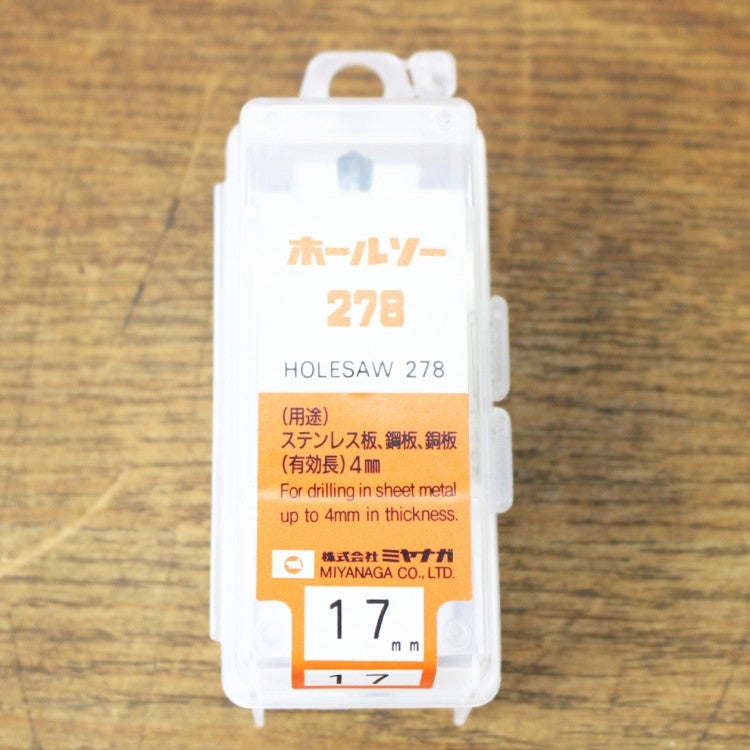 ホールソー
278
HOLESAW 278
(用途)
ステンレス板、鋼板、銅板
(有効長)4㎜
For drilling in sheet metal
up to 4mm in thickness.
株式会社 ミヤナガ
MIYANAGA CO., LTD.
17mm
17